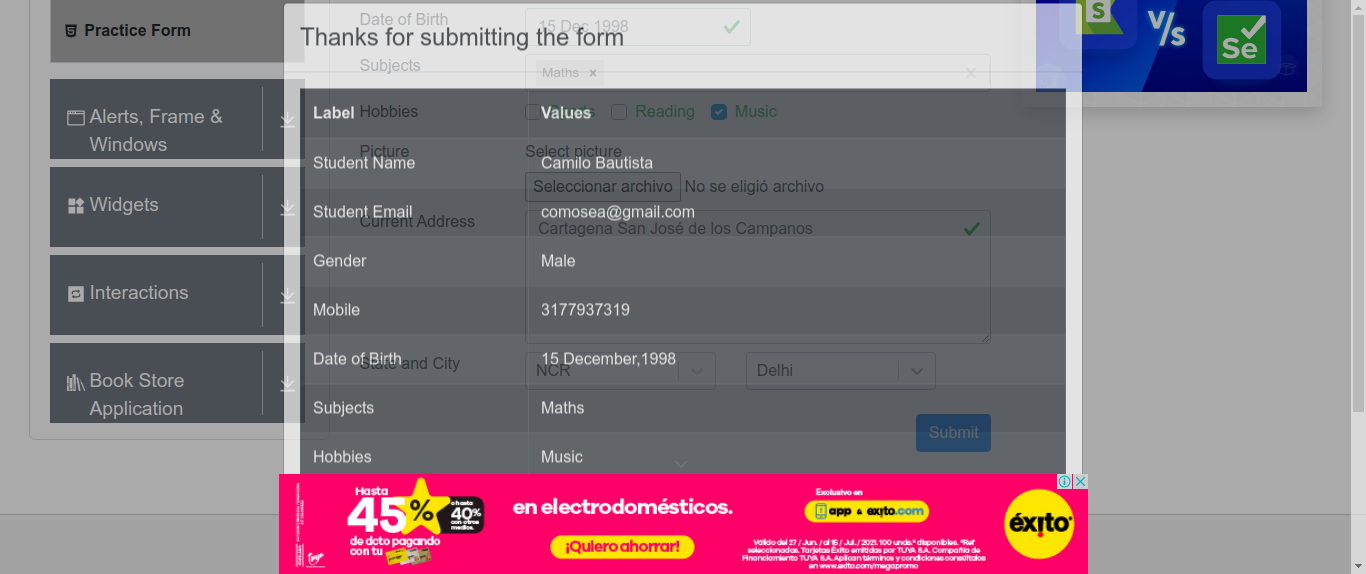 Practice Form
Alerts, Frame &
Windows
Widgets
Interactions
Book Store
Application
Date of Birth
15 Dec 1998
Thanks for submitting the form
Subjects
Maths ×
Hobbies
Reading
Music
Picture
Select picture
Seleccionar archivo No se eligió archivo
Current Address
Cartagena San José de los Campanos
State and City
NCR
Delhi
Submit
Label Values
Student Name Camilo Bautista
Student Email comosea@gmail.com
Gender Male
Mobile 3177937319
Date of Birth 15 December,1998
Subjects Maths
Hobbies Music
S
V/s
Se
Hasta
45%
o hasta
40%
con otros
medios.
de dcto pagando
con tu
Tuya
en electrodomésticos.
¡Quiero ahorrar!
Exclusivo en
app & exito.com
Válido del 27 / Jun. / al 15 / Jul. / 2021. 100 unds.* disponibles. *Ref
seleccionadas. Tarjetas Éxito emitidas por TUYA S.A. Compañía de
Financiamiento TUYA S.A. Aplican términos y condiciones consúltalos
en www.exito.com/megapromo
éxito